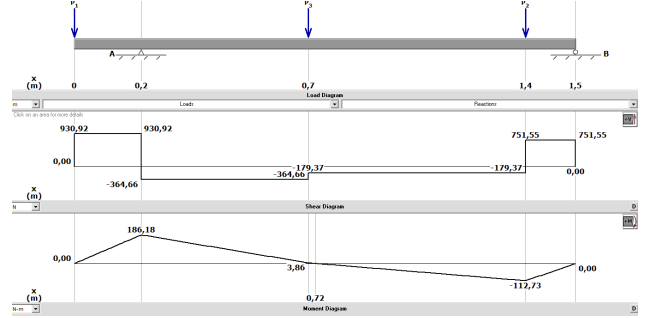 P1 P3 P2
A B
x
(m) 0 0,2 0,7 1,4 1,5
Load Diagram
m Loads Reactions
Click on an area for more details
930,92 930,92 751,55 751,55
0,00 -179,37 -179,37 0,00
-364,66 -364,66
x
(m)
N Shear Diagram D
186,18
0,00 3,86 0,00
-112,73
x
(m) 0,72
N-m Moment Diagram D